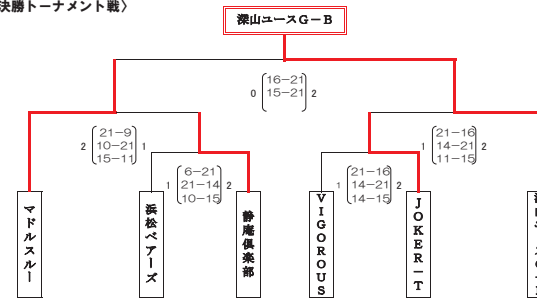 決勝トーナメント戦〉
深山ユースG－B
0 16－21 2
15－21
2 21－9 1
10－21
15－11
1 21－16 2
14－21
11－15
1 6－21 2
21－14
10－15
1 21－16 2
14－21
14－15
マドルスルー
浜松ベアーズ
静庵倶楽部
VIGOROUS
JOKER－T